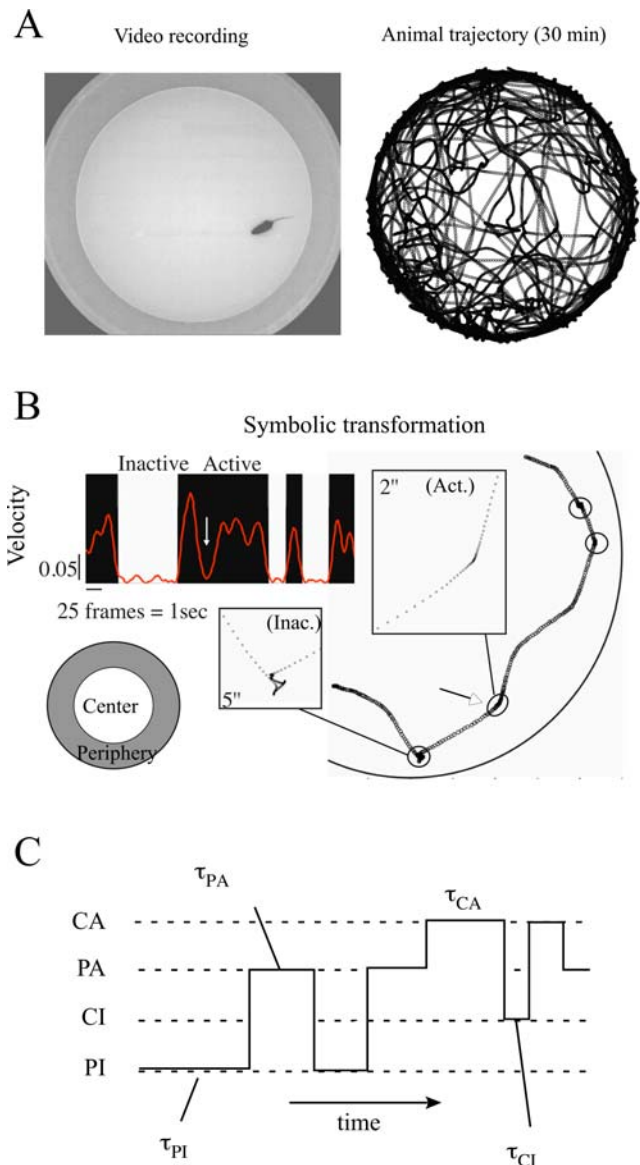 A
Video recording
Animal trajectory (30 min)
B
Symbolic transformation
Inactive Active
Velocity
0.05
25 frames = 1sec
2" (Act.)
(Inac.)
5"
Center
Periphery
C
τPA
τCA
CA
PA
CI
PI
time
τPI
τCI